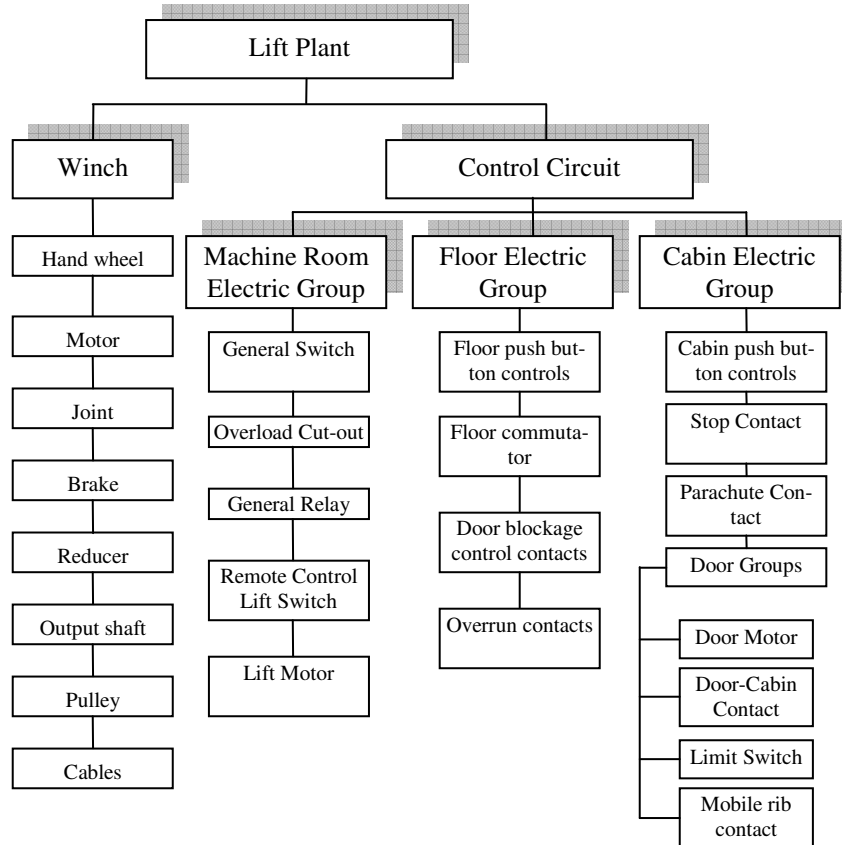 Lift Plant
Winch
Control Circuit
Hand wheel
Motor
Joint
Brake
Reducer
Output shaft
Pulley
Cables
Machine Room
Electric Group
General Switch
Overload Cut-out
General Relay
Remote Control
Lift Switch
Lift Motor
Floor Electric
Group
Floor push but-
ton controls
Floor commuta-
tor
Door blockage
control contacts
Overrun contacts
Cabin Electric
Group
Cabin push but-
ton controls
Stop Contact
Parachute Con-
tact
Door Groups
Door Motor
Door-Cabin
Contact
Limit Switch
Mobile rib
contact